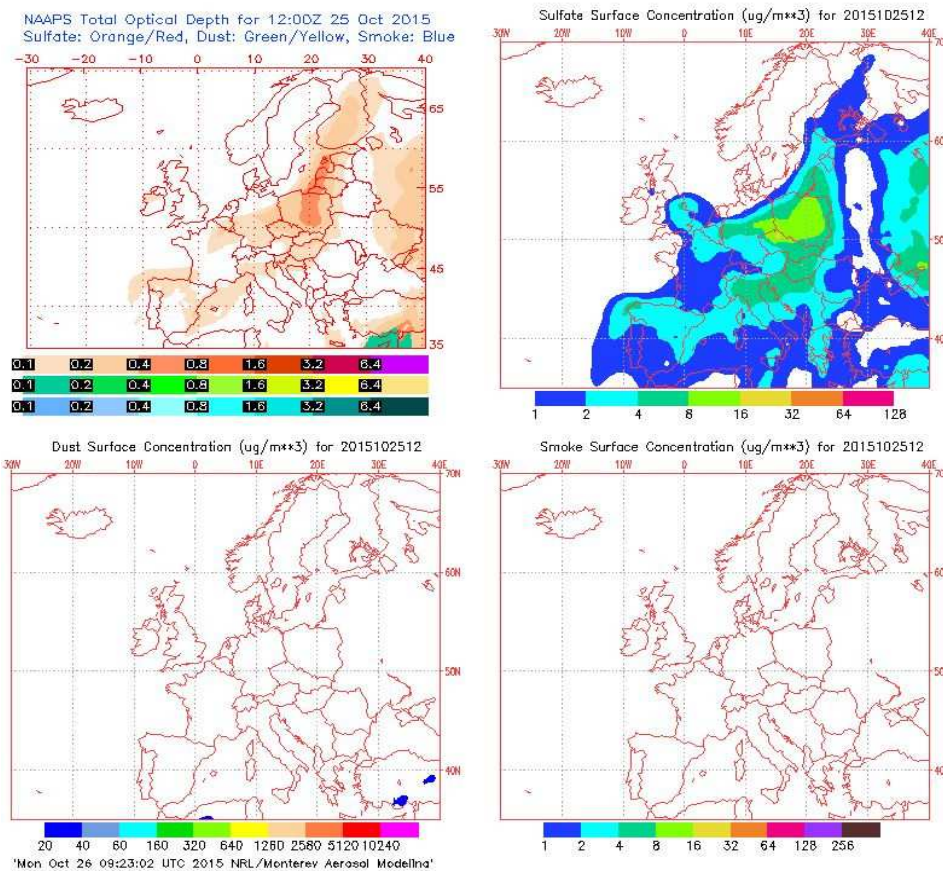 NAAPS Total Optical Depth for 12:00Z 25 Oct 2015
Sulfate: Orange/Red, Dust: Green/Yellow, Smoke: Blue
-30 -20 -10 0 10 20 30 40
65
55
45
35
0.1 0.2 0.4 0.8 1.6 3.2 6.4
0.1 0.2 0.4 0.8 1.6 3.2 6.4
0.1 0.2 0.4 0.8 1.6 3.2 6.4
Sulfate Surface Concentration (ug/m**3) for 2015102512
30W 20W 10W 0 10E 20E 30E 40E
70N
60N
50N
40N
1 2 4 8 16 32 64 128
Dust Surface Concentration (ug/m**3) for 2015102512
30W 20W 10W 0 10E 20E 30E 40E
70N
60N
50N
40N
20 40 80 160 320 640 1280 2560 5120 10240
'Mon Oct 26 09:23:02 UTC 2015 NRL/Monterey Aerosol Modeling'
Smoke Surface Concentration (ug/m**3) for 2015102512
30W 20W 10W 0 10E 20E 30E 40E
70N
60N
50N
40N
1 2 4 8 16 32 64 128 256